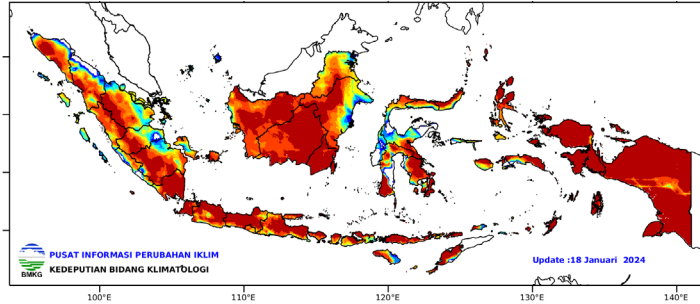 PUSAT INFORMASI PERUBAHAN IKLIM
KEDEPUTIAN BIDANG KLIMATOLOGI
BMKG
Update :18 Januari 2024
100°E 110°E 120°E 130°E 140°E